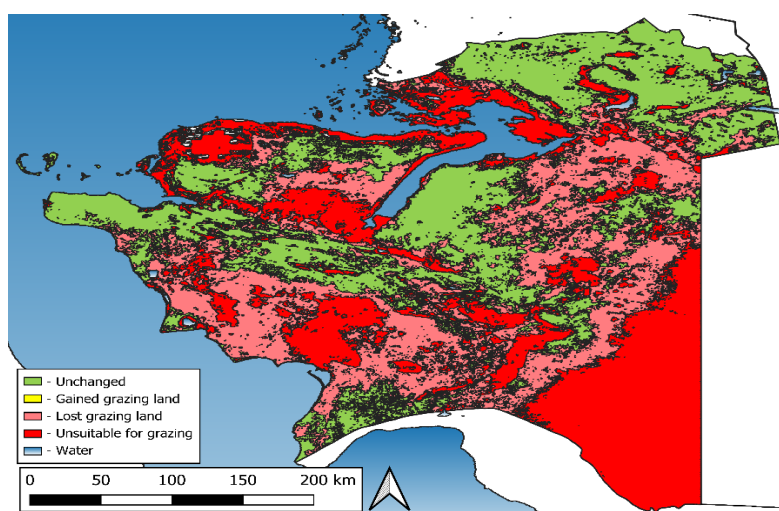 - Unchanged
- Gained grazing land
- Lost grazing land
- Unsuitable for grazing
- Water
0 50 100 150 200 km